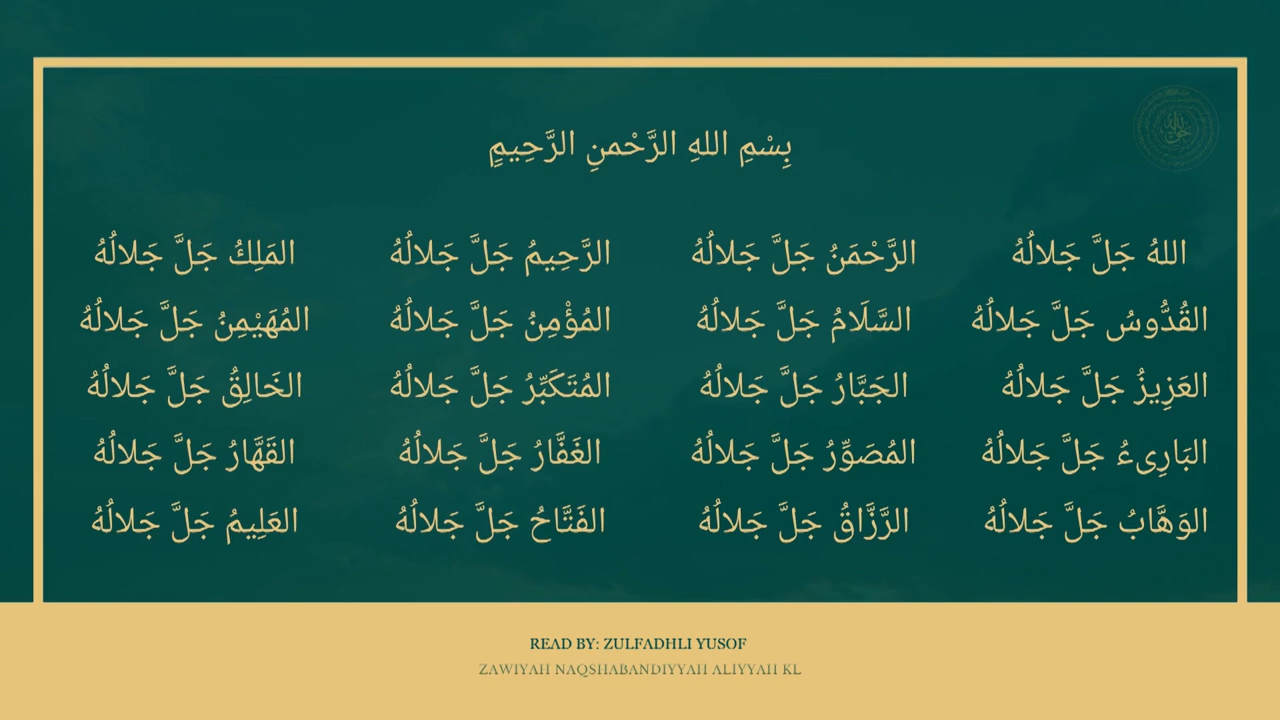 بِسْمِ اللهِ الرَّحْمنِ الرَّحِيمِ
اللهُ جَلَّ جَلالُهُ الرَّحْمَنُ جَلَّ جَلالُهُ الرَّحِيمُ جَلَّ جَلالُهُ المَلِكُ جَلَّ جَلالُهُ
القُدُّوسُ جَلَّ جَلالُهُ السَّلَامُ جَلَّ جَلالُهُ المُؤْمِنُ جَلَّ جَلالُهُ المُهَيْمِنُ جَلَّ جَلالُهُ
العَزِيزُ جَلَّ جَلالُهُ الجَبَّارُ جَلَّ جَلالُهُ المُتَكَبِّرُ جَلَّ جَلالُهُ الخَالِقُ جَلَّ جَلالُهُ
البَارِىءُ جَلَّ جَلالُهُ المُصَوِّرُ جَلَّ جَلالُهُ الغَفَّارُ جَلَّ جَلالُهُ القَهَّارُ جَلَّ جَلالُهُ
الوَهَّابُ جَلَّ جَلالُهُ الرَّزَّاقُ جَلَّ جَلالُهُ الفَتَّاحُ جَلَّ جَلالُهُ العَلِيمُ جَلَّ جَلالُهُ
READ BY: ZULFADHLI YUSOF
ZAWIYAH NAQSHABANDIYYAH ALIYYAH KL